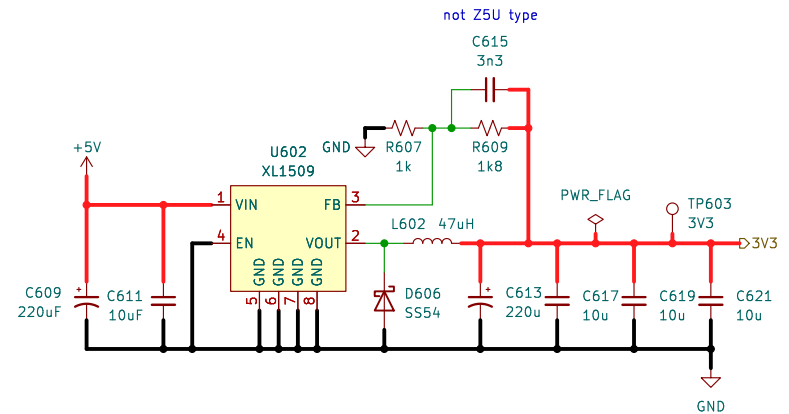 not Z5U type
C615
3n3
GND
R607
1k
R609
1k8
+5V
U602
XL1509
1
VIN
FB
3
4
EN
VOUT
2
GND
GND
GND
GND
5
6
7
8
L602 47uH
PWR_FLAG
TP603
3V3
3V3
C609
220uF
C611
10uF
D606
SS54
C613
220u
C617
10u
C619
10u
C621
10u
GND